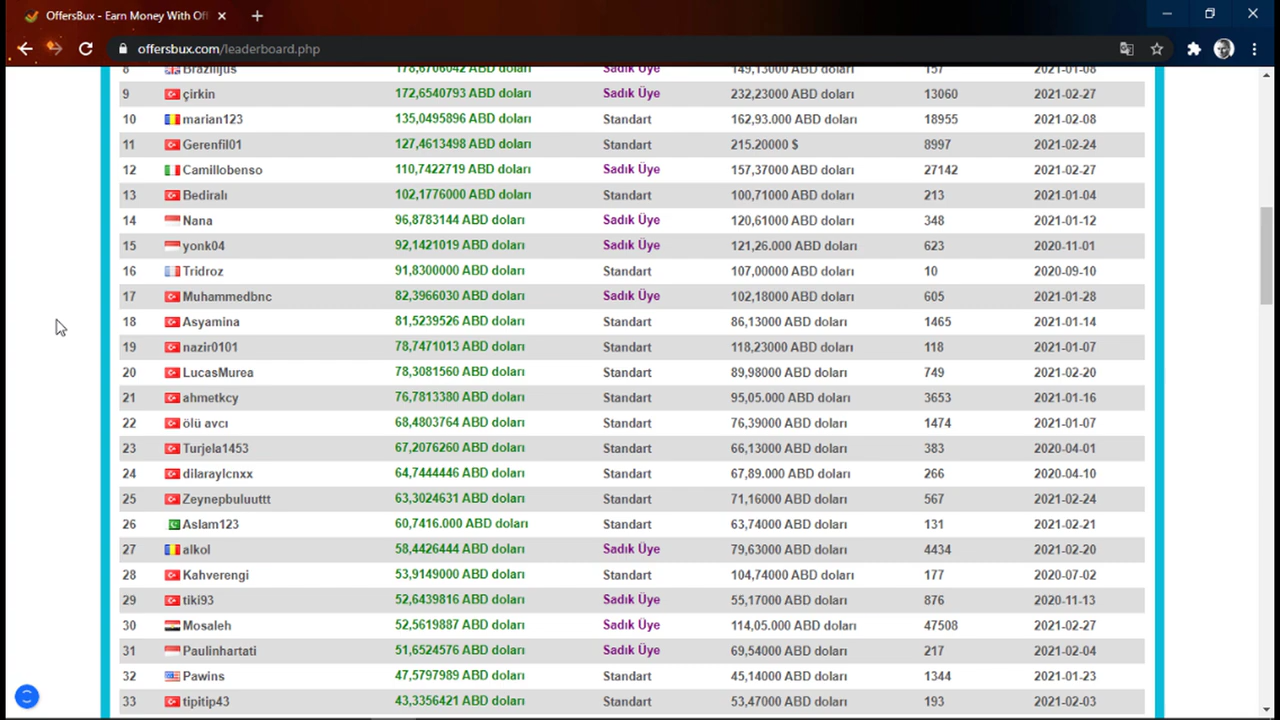 OffersBux - Earn Money With Off
offersbux.com/leaderboard.php
8 Brazilijus 178,6706042 ABD doları Sadık Üye 149,13000 ABD doları 157 2021-01-08
9 çirkin 172,6540793 ABD doları Sadık Üye 232,23000 ABD doları 13060 2021-02-27
10 marian123 135,0495896 ABD doları Standart 162,93.000 ABD doları 18955 2021-02-08
11 Gerenfil01 127,4613498 ABD doları Standart 215.20000 $ 8997 2021-02-24
12 Camillobenso 110,7422719 ABD doları Sadık Üye 157,37000 ABD doları 27142 2021-02-27
13 Bediralı 102,1776000 ABD doları Standart 100,71000 ABD doları 213 2021-01-04
14 Nana 96,8783144 ABD doları Sadık Üye 120,61000 ABD doları 348 2021-01-12
15 yonk04 92,1421019 ABD doları Sadık Üye 121,26.000 ABD doları 623 2020-11-01
16 Tridroz 91,8300000 ABD doları Standart 107,00000 ABD doları 10 2020-09-10
17 Muhammedbnc 82,3966030 ABD doları Sadık Üye 102,18000 ABD doları 605 2021-01-28
18 Asyamina 81,5239526 ABD doları Standart 86,13000 ABD doları 1465 2021-01-14
19 nazir0101 78,7471013 ABD doları Standart 118,23000 ABD doları 118 2021-01-07
20 LucasMurea 78,3081560 ABD doları Standart 89,98000 ABD doları 749 2021-02-20
21 ahmetkcy 76,7813380 ABD doları Standart 95,05.000 ABD doları 3653 2021-01-16
22 ölü avcı 68,4803764 ABD doları Standart 76,39000 ABD doları 1474 2021-01-07
23 Turjela1453 67,2076260 ABD doları Standart 66,13000 ABD doları 383 2020-04-01
24 dilaraylcnxx 64,7444446 ABD doları Standart 67,89.000 ABD doları 266 2020-04-10
25 Zeynepbuluuttt 63,3024631 ABD doları Standart 71,16000 ABD doları 567 2021-02-24
26 Aslam123 60,7416.000 ABD doları Standart 63,74000 ABD doları 131 2021-02-21
27 alkol 58,4426444 ABD doları Sadık Üye 79,63000 ABD doları 4434 2021-02-20
28 Kahverengi 53,9149000 ABD doları Standart 104,74000 ABD doları 177 2020-07-02
29 tiki93 52,6439816 ABD doları Sadık Üye 55,17000 ABD doları 876 2020-11-13
30 Mosaleh 52,5619887 ABD doları Sadık Üye 114,05.000 ABD doları 47508 2021-02-27
31 Paulinhartati 51,6524576 ABD doları Sadık Üye 69,54000 ABD doları 217 2021-02-04
32 Pawins 47,5797989 ABD doları Standart 45,14000 ABD doları 1344 2021-01-23
33 tipitip43 43,3356421 ABD doları Standart 53,47000 ABD doları 193 2021-02-03